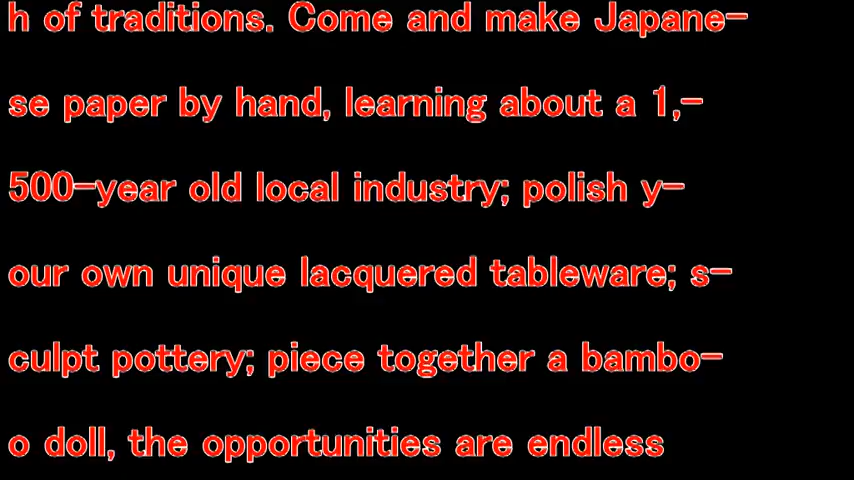 h of traditions. Come and make Japane-
se paper by hand, learning about a 1,-
500-year old local industry; polish y-
our own unique lacquered tableware; s-
culpt pottery; piece together a bambo-
o doll, the opportunities are endless